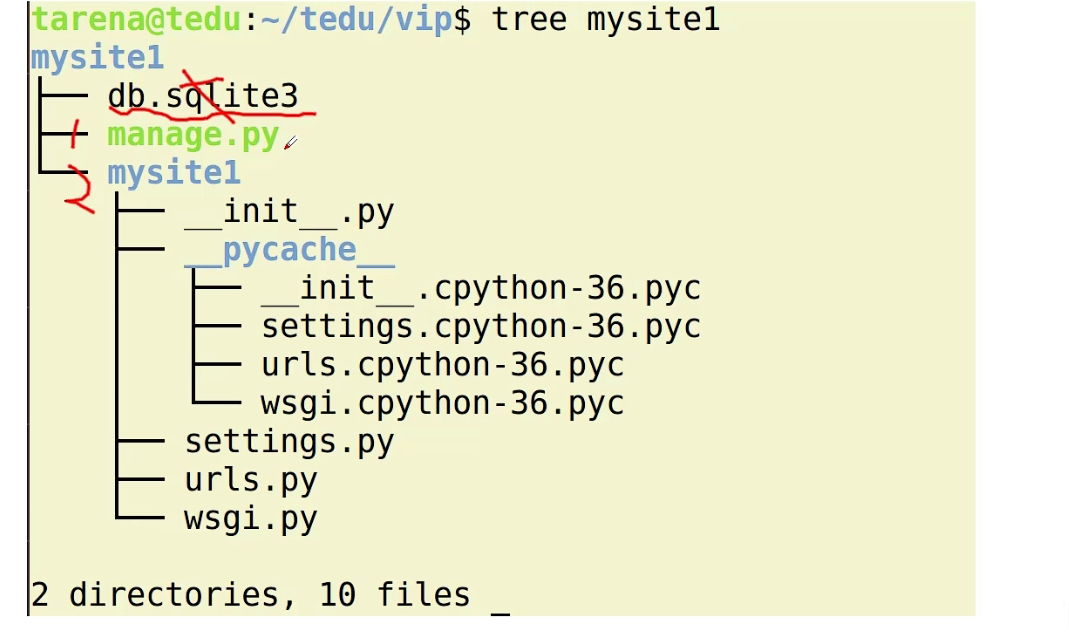 tarena@tedu:~/tedu/vip$ tree mysite1
mysite1
├── db.sqlite3
├── manage.py
└── mysite1
    ├── __init__.py
    ├── __pycache__
    │   ├── __init__.cpython-36.pyc
    │   ├── settings.cpython-36.pyc
    │   ├── urls.cpython-36.pyc
    │   └── wsgi.cpython-36.pyc
    ├── settings.py
    ├── urls.py
    └── wsgi.py
2 directories, 10 files _
1
2